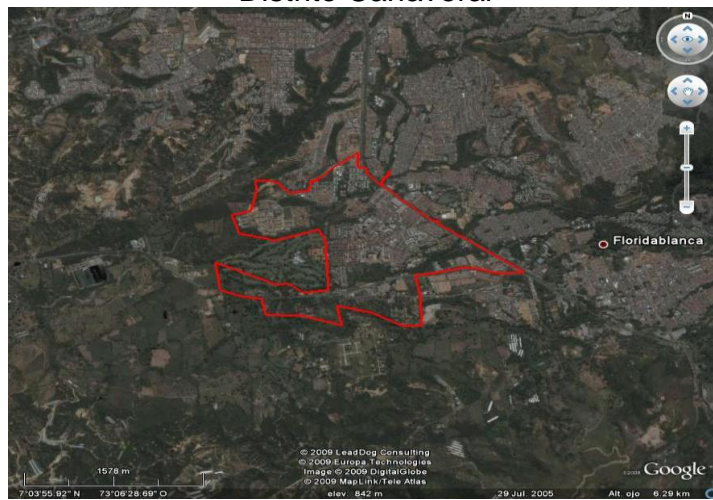 Distrito Cañaveral
N
Floridablanca
© 2009 LeadDog Consulting
© 2009 Europa Technologies
Image © 2009 DigitalGlobe
© 2009 MapLink/Tele Atlas
©2009 Google
1578 m
7°03'55.92" N 73°06'28.69" O elev. 842 m 29 Jul. 2005 Alt. ojo 6.29 km